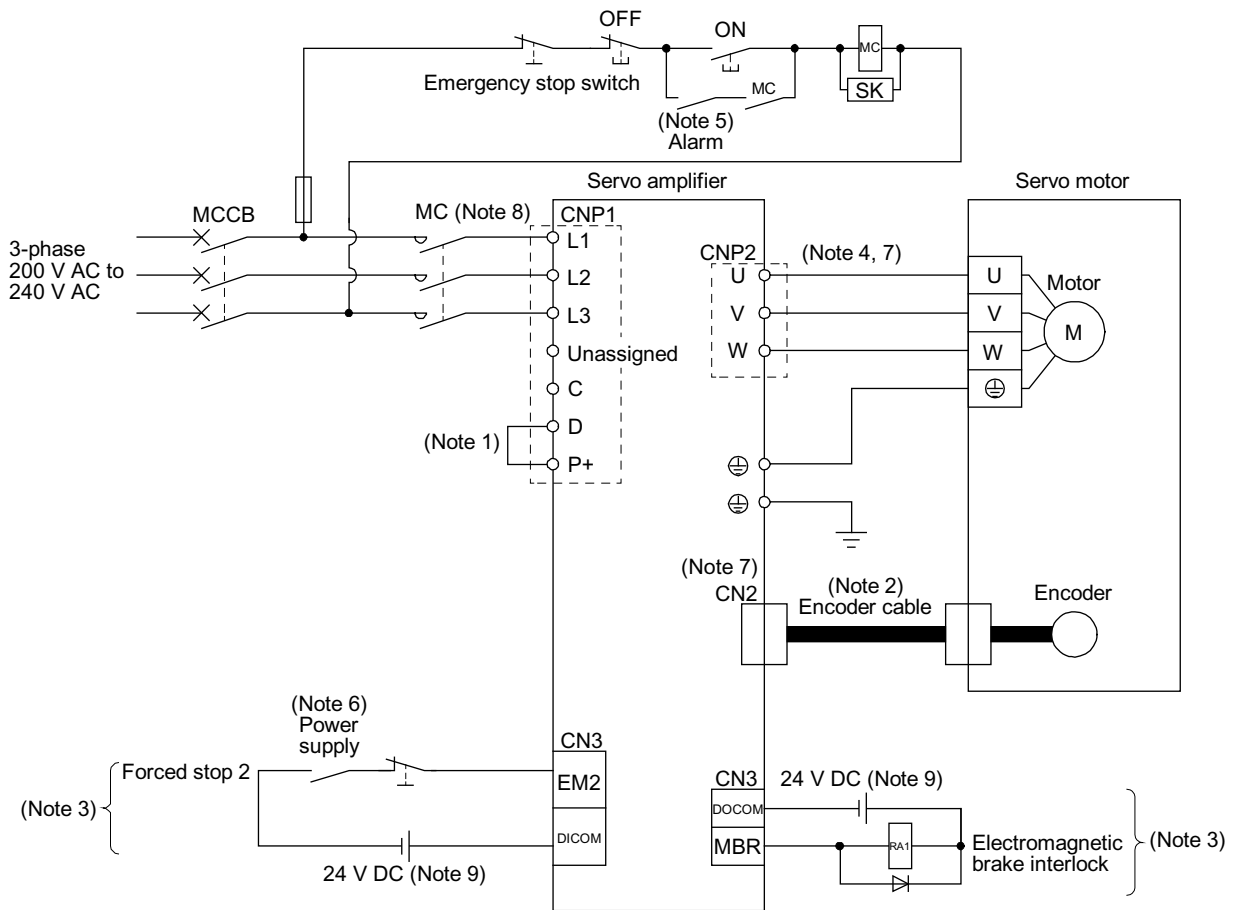 OFF
ON
MC
Emergency stop switch
SK
MC
(Note 5)
Alarm
Servo amplifier
Servo motor
MCCB
MC (Note 8)
CNP1
3-phase
200 V AC to
240 V AC
L1
L2
L3
Unassigned
C
D
P+
(Note 1)
CNP2
(Note 4, 7)
U
V
W
U
V
W
Motor
M
(Note 7)
CN2
(Note 2)
Encoder cable
Encoder
(Note 6)
Power
supply
CN3
Forced stop 2
EM2
(Note 3)
DICOM
24 V DC (Note 9)
CN3
24 V DC (Note 9)
DOCOM
MBR
RA1
Electromagnetic
brake interlock
(Note 3)